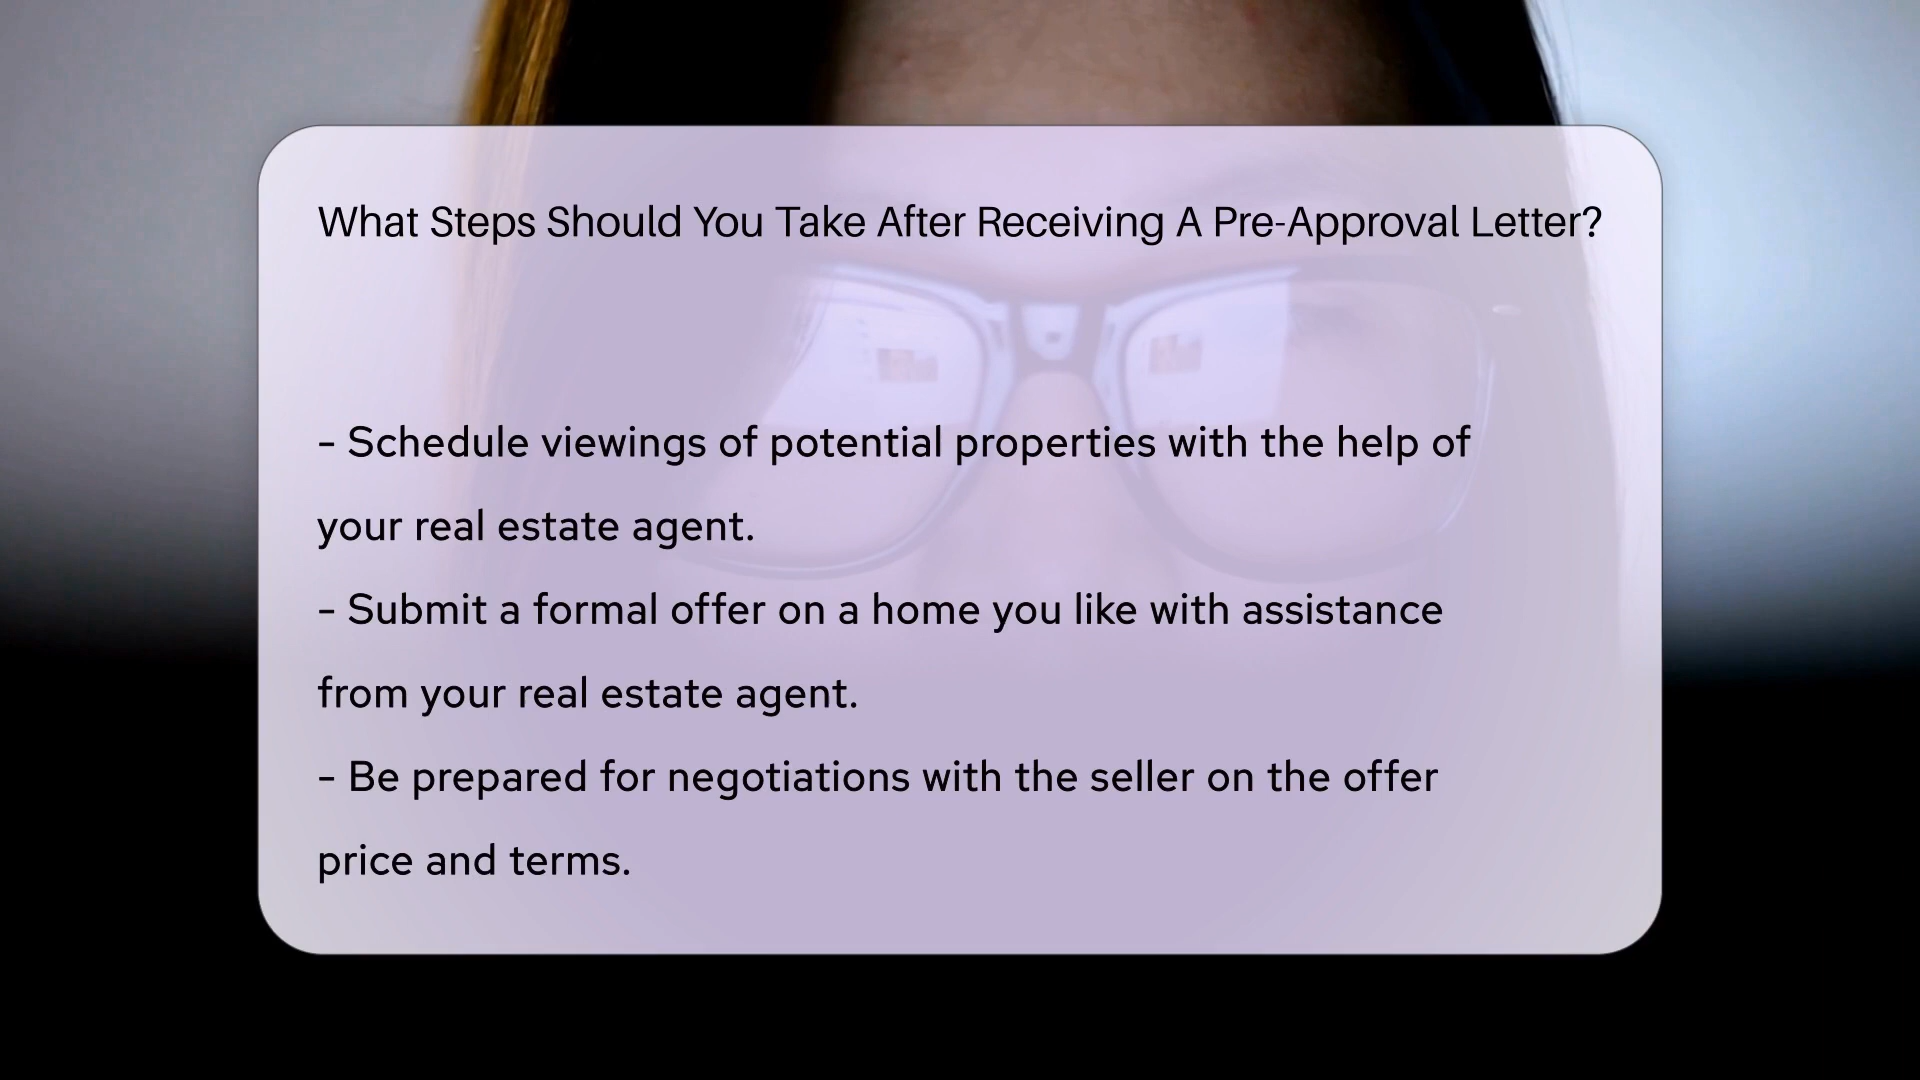 What Steps Should You Take After Receiving A Pre-Approval Letter?
- Schedule viewings of potential properties with the help of
your real estate agent.
- Submit a formal offer on a home you like with assistance
from your real estate agent.
- Be prepared for negotiations with the seller on the offer
price and terms.